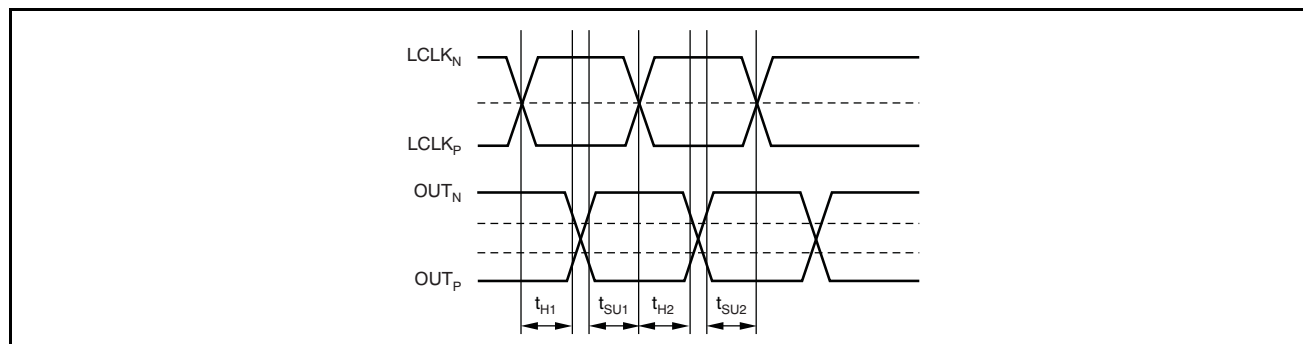 LCLKN
LCLKP
OUTN
OUTP
tH1 tSU1 tH2 tSU2